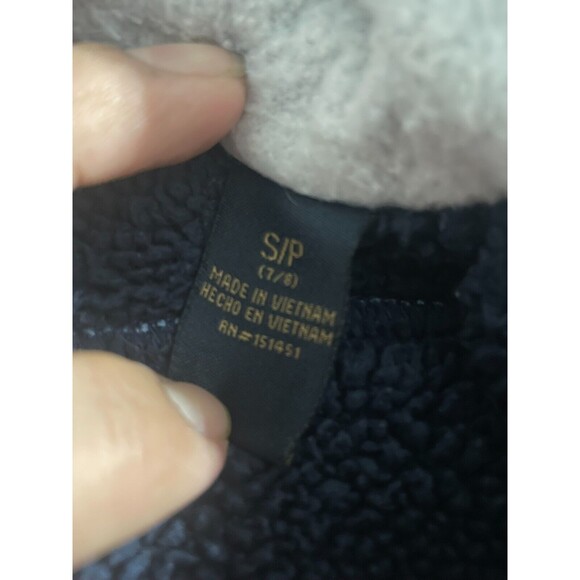 S/P
(7/8)
MADE IN VIETNAM
HECHO EN VIETNAM
RN#151451